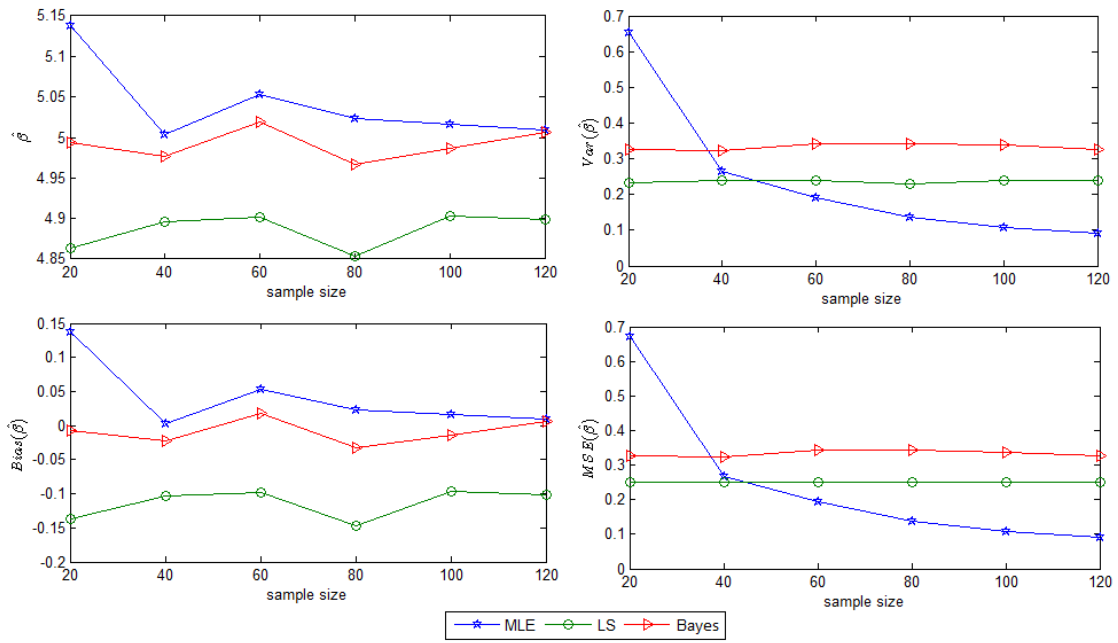 5.15
5.1
5.05
5
4.95
4.9
4.85
β̂
20 40 60 80 100 120
sample size
0.7
0.6
0.5
0.4
0.3
0.2
0.1
0
Var(β̂)
20 40 60 80 100 120
sample size
0.15
0.1
0.05
0
-0.05
-0.1
-0.15
-0.2
Bias(β̂)
20 40 60 80 100 120
sample size
0.7
0.6
0.5
0.4
0.3
0.2
0.1
0
MSE(β̂)
20 40 60 80 100 120
sample size
MLE LS Bayes